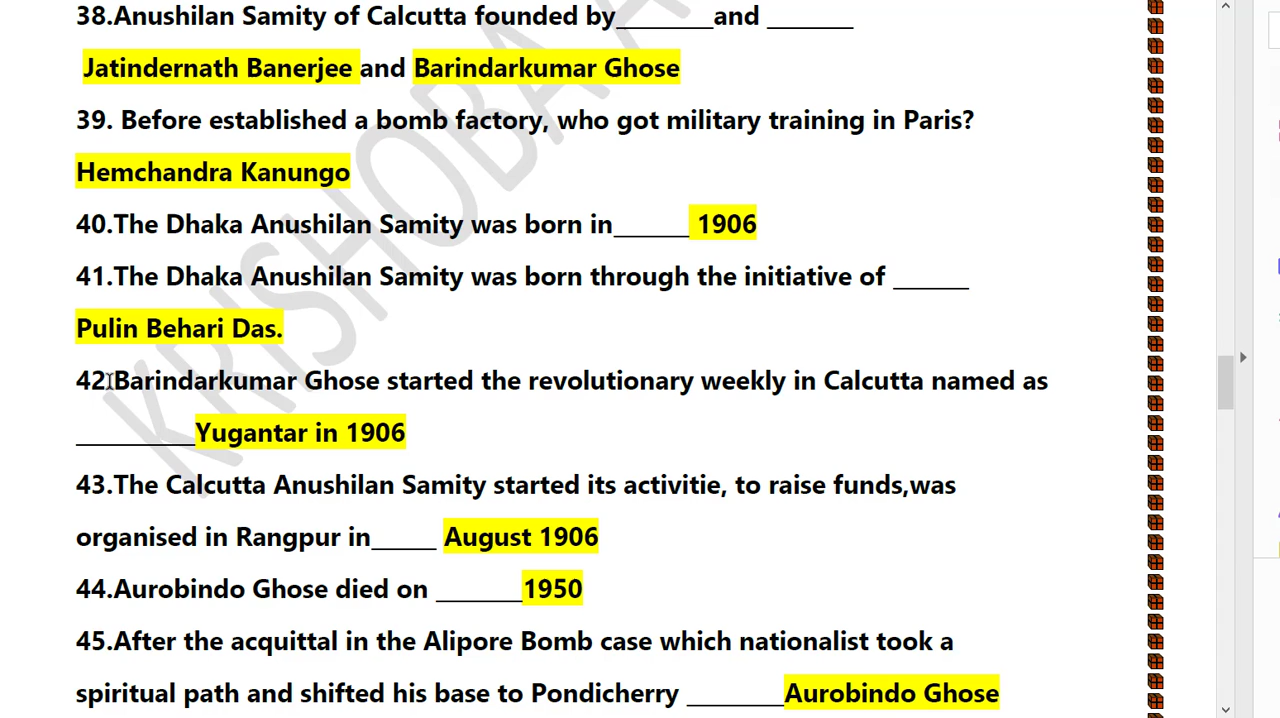 38.Anushilan Samity of Calcutta founded by________and _______
Jatindernath Banerjee and Barindarkumar Ghose
39. Before established a bomb factory, who got military training in Paris?
Hemchandra Kanungo
40.The Dhaka Anushilan Samity was born in______ 1906
41.The Dhaka Anushilan Samity was born through the initiative of ______
Pulin Behari Das.
42.Barindarkumar Ghose started the revolutionary weekly in Calcutta named as
__________Yugantar in 1906
43.The Calcutta Anushilan Samity started its activitie, to raise funds,was
organised in Rangpur in_____ August 1906
44.Aurobindo Ghose died on _______1950
45.After the acquittal in the Alipore Bomb case which nationalist took a
spiritual path and shifted his base to Pondicherry ________Aurobindo Ghose
KRISHOBA A